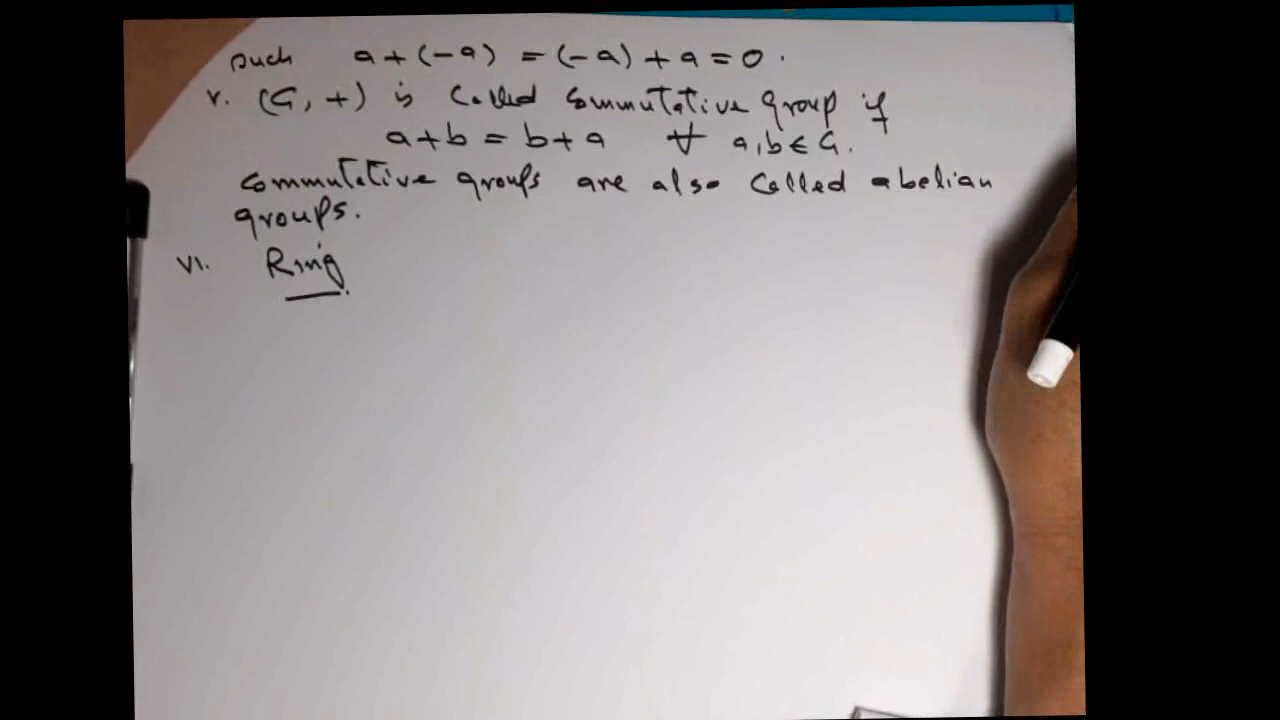 such a + (-a) = (-a) + a = 0.
v. (G, +) is called commutative group if
a + b = b + a ∀ a, b ∈ G.
commutative groups are also called abelian
groups.
VI. Ring.